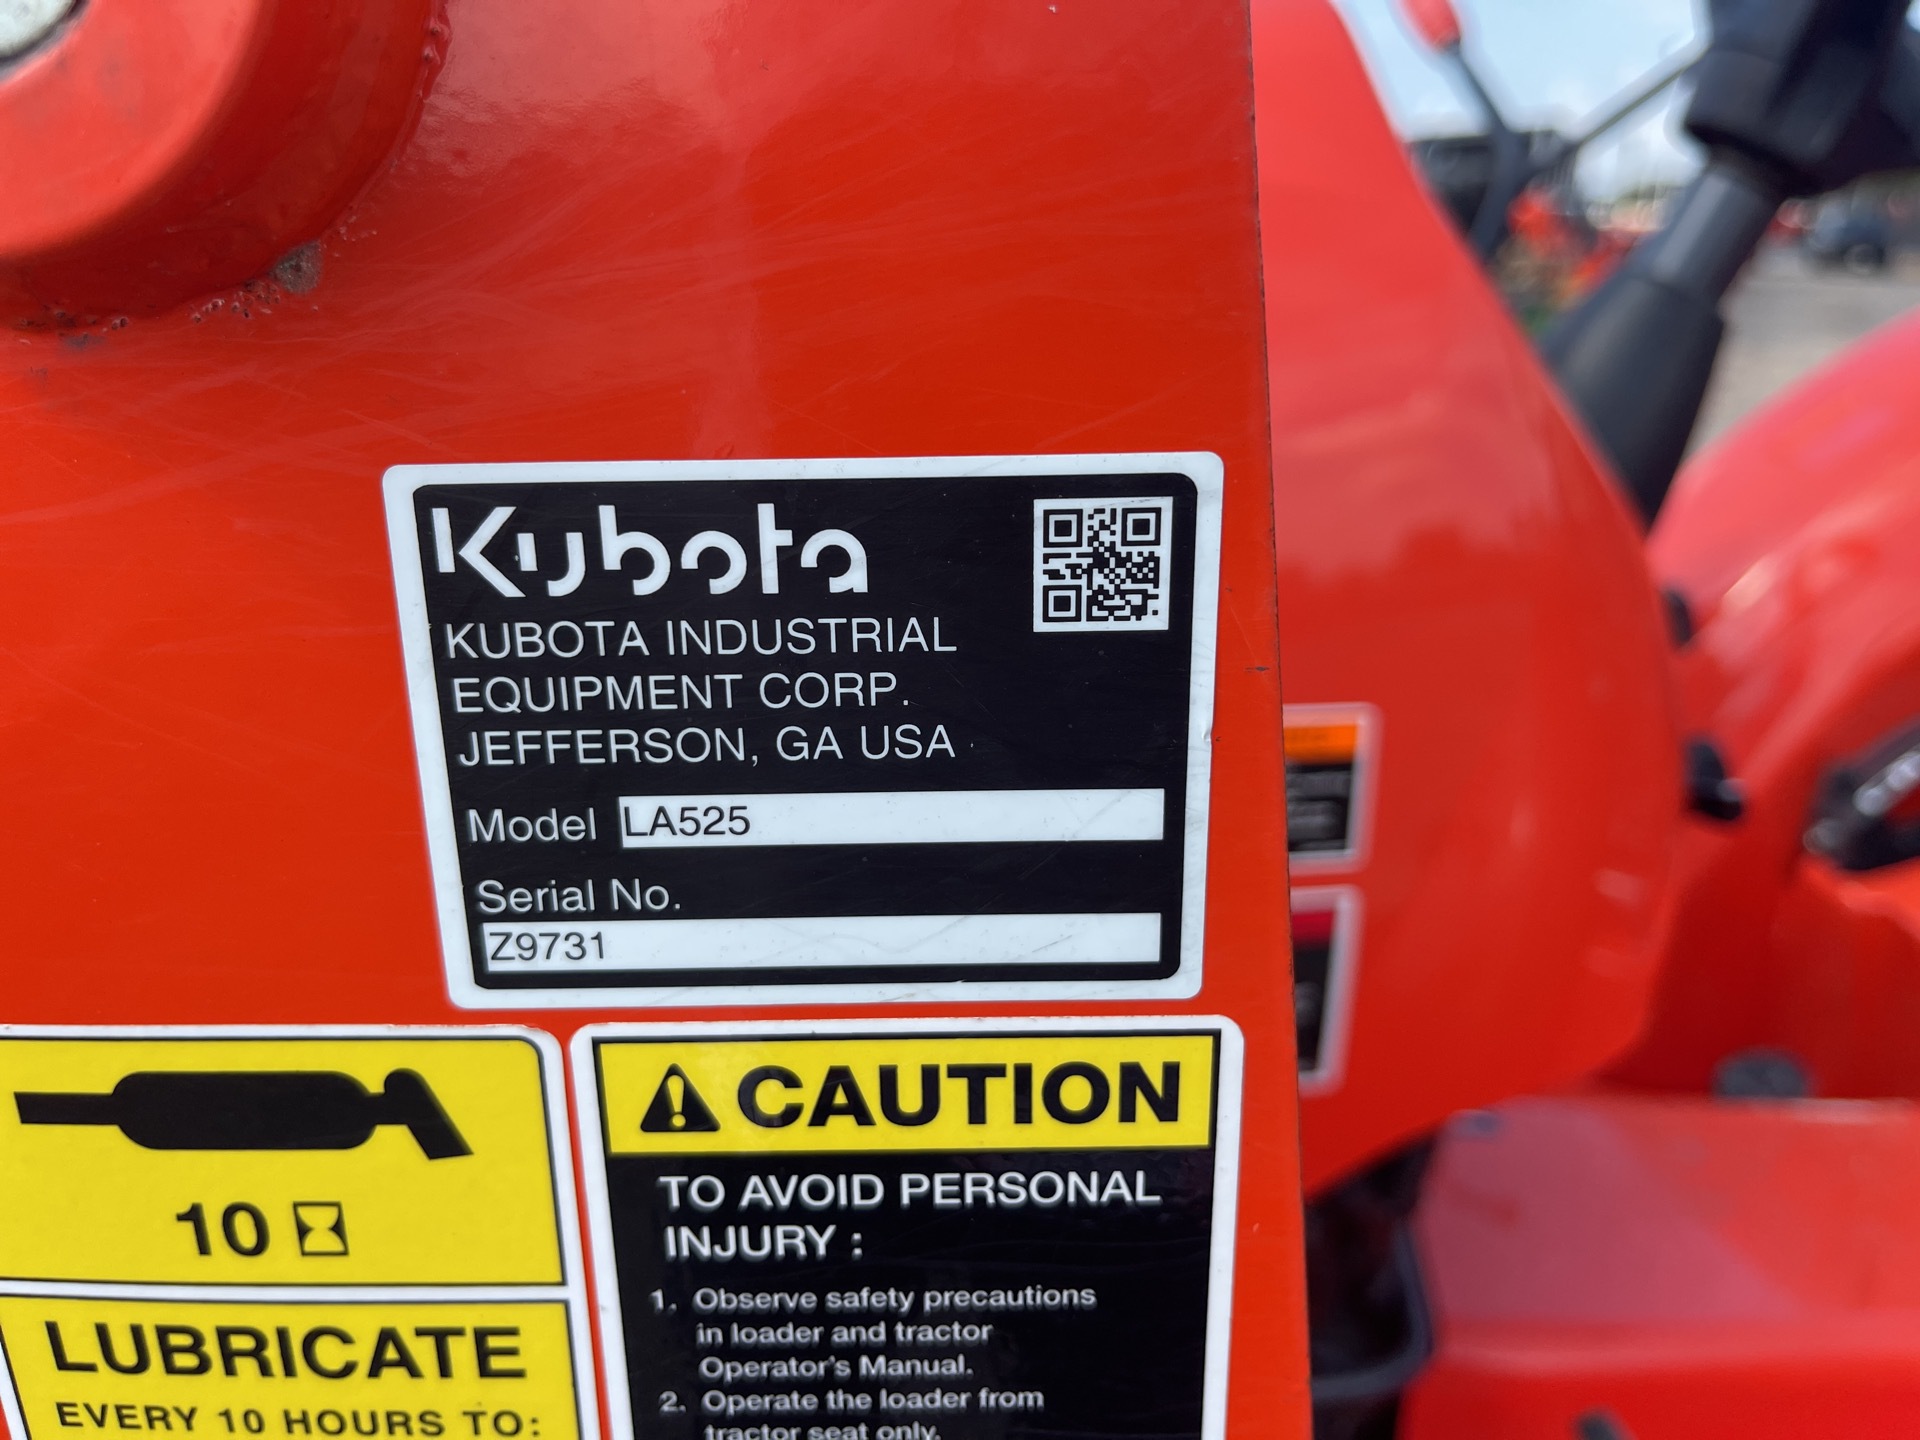 Kubota
KUBOTA INDUSTRIAL
EQUIPMENT CORP.
JEFFERSON, GA USA
Model LA525
Serial No.
Z9731
10
LUBRICATE
EVERY 10 HOURS TO:
CAUTION
TO AVOID PERSONAL
INJURY :
1. Observe safety precautions
in loader and tractor
Operator's Manual.
2. Operate the loader from
tractor seat only.